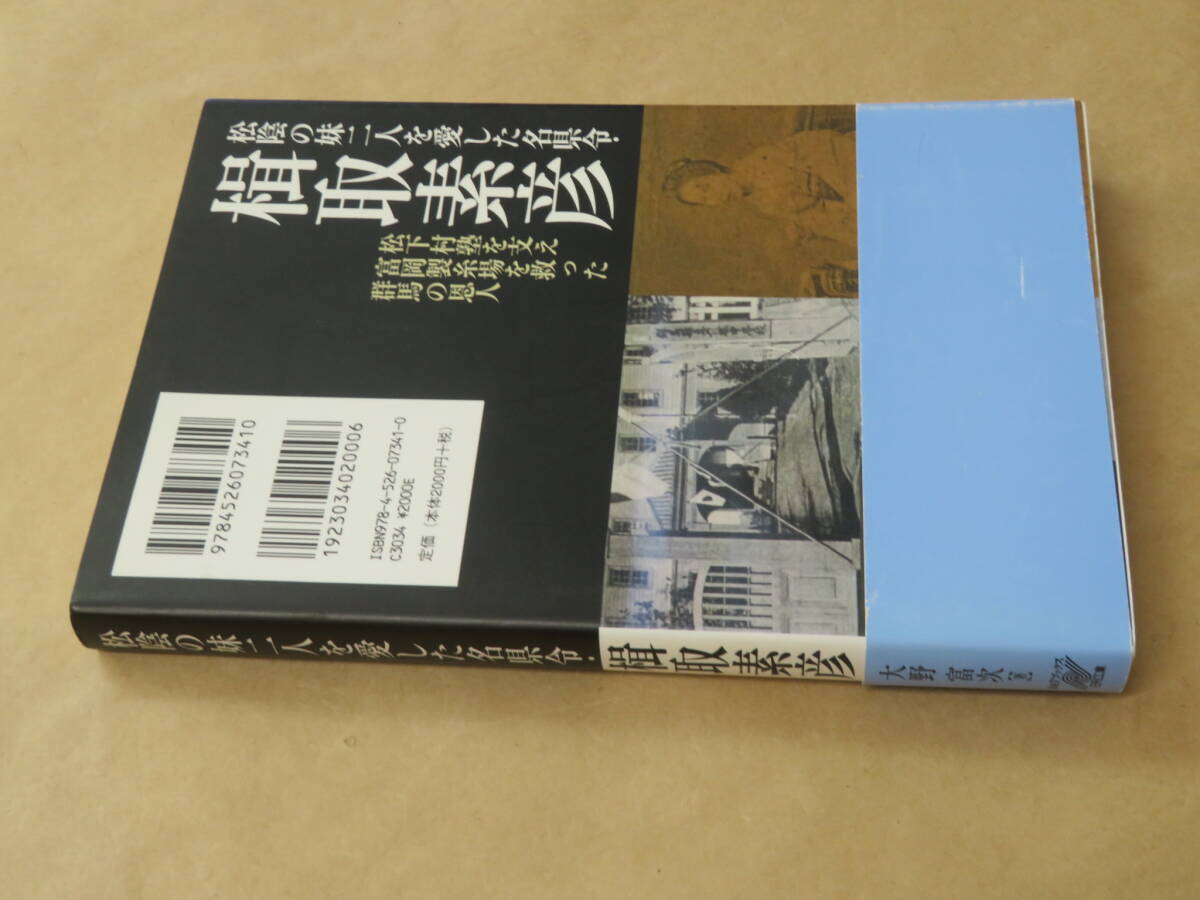 松陰の妹二人を愛した名県令!
楫取素彦
松下村塾を支え
富岡製糸場を救った
群馬の恩人
9784526073410
1923034020006
ISBN978-4-526-07341-0
C3034 ¥2000E
定価（本体2000円＋税）
松陰の妹二人を愛した名県令!
楫取素彦
大野富次 著